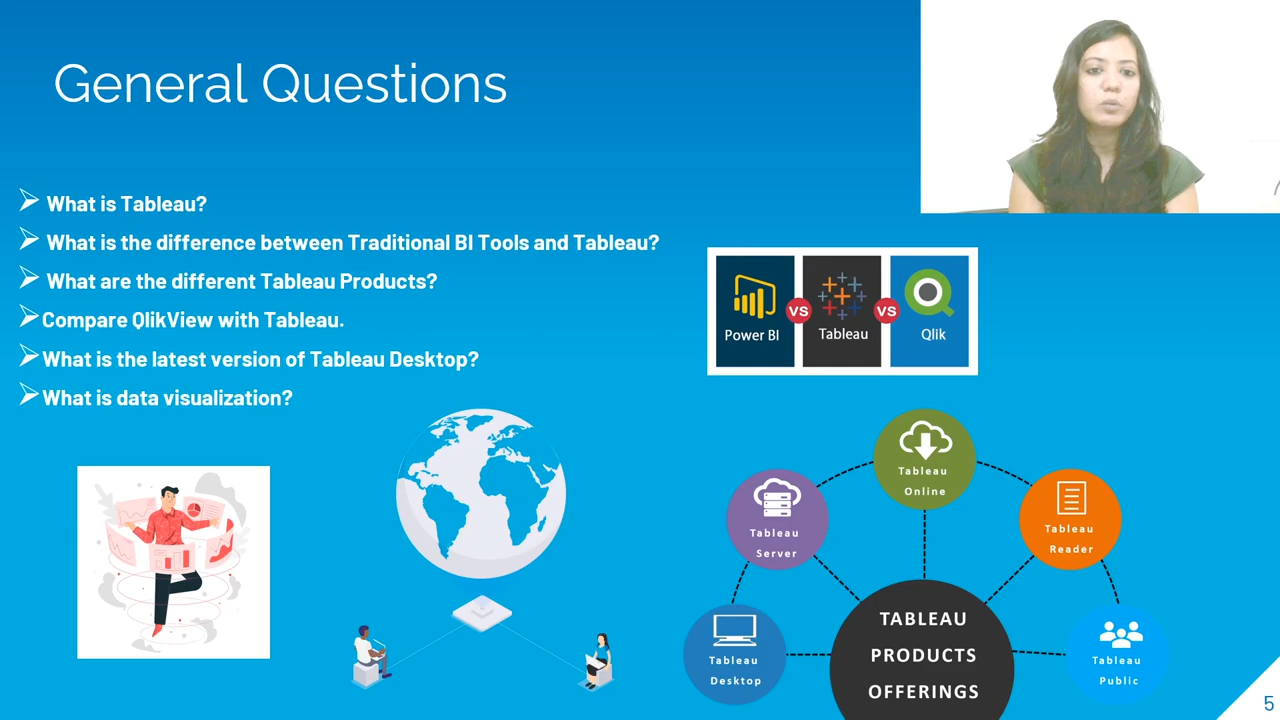 General Questions
What is Tableau?
What is the difference between Traditional BI Tools and Tableau?
What are the different Tableau Products?
Compare QlikView with Tableau.
What is the latest version of Tableau Desktop?
What is data visualization?
Power BI
VS
Tableau
VS
Qlik
Tableau
Online
Tableau
Server
Tableau
Reader
Tableau
Desktop
TABLEAU
PRODUCTS
OFFERINGS
Tableau
Public
5